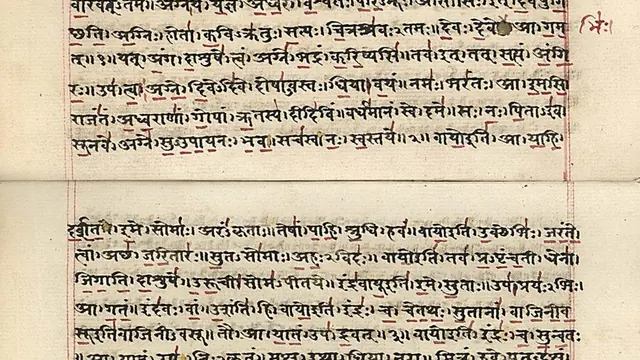 छति। अग्निः। होता। कविऽक्रतुः। सत्यः। चित्रश्रवःऽतमः॥ देवः। देवे। आ। गम
भिः
त्॥१॥ यत्। अंग। दाशुषे। त्वं। अग्ने। भद्रं। करिष्यसि॥ तव। इत्। तत्। सत्यं। अंगि
रः॥ उप। त्वा। अग्ने। दिवेऽदिवे। दोषाऽवस्तः। धिया। वयं॥ नमः। भरंतः। आ। इमसि
राजंतं। अध्वराणां। गोपां। ऋतस्य। दीदिविं॥ वर्धमानं। स्वे। दमे॥ सः। नः। पिताऽइव
सूनवे। अग्ने। सुऽउपायनः। भव॥ सचस्व। नः। स्वस्तये॥२॥ वायो इति। आ। याहि
दर्शत। इमे। सोमाः। अरंऽकृताः॥ तेषां। पाहि। श्रुधि। हवं॥ वायो इति। उक्थेभिः। जरंते
त्वां। अच्छ। जरितारः॥ सुतऽसोमाः। अहःऽविदः॥ वायो इति। तव। प्रऽपृंचती। धेना
जिगाति। दाशुषे॥ उरूची। सोमऽपीतये॥ इंद्रवायू इति। इमे। सुताः॥ उप। प्रयःऽभिः
आ। गतं॥ इंदवः। वां। उशंति। हि॥ वायो इति। इंद्रः। च। चेतथः। सुतानां। वाजिनीव
सू इति वाजिनीऽवसू॥ तौ। आ। यातं। उप। द्रवत्॥३॥ वायो इति। इंद्रः। च। सुन्वतः